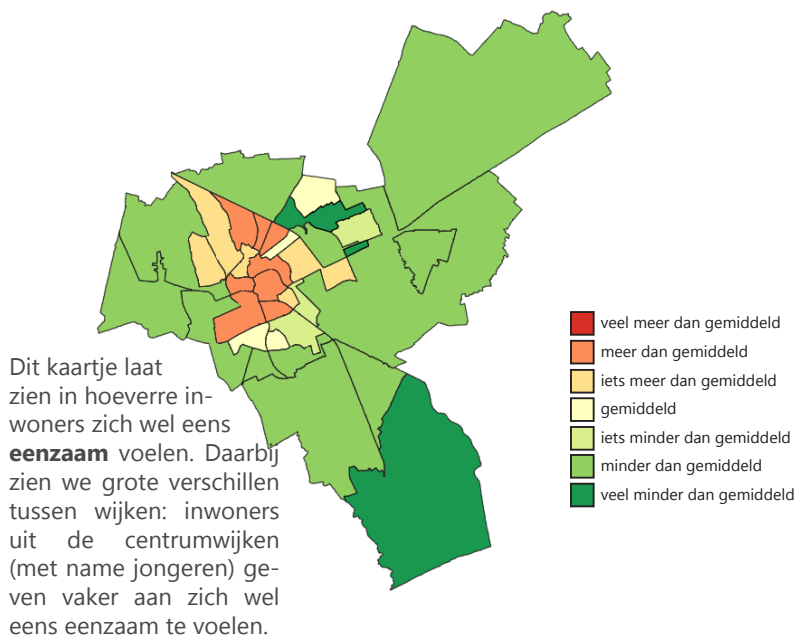 veel meer dan gemiddeld
meer dan gemiddeld
iets meer dan gemiddeld
gemiddeld
iets minder dan gemiddeld
minder dan gemiddeld
veel minder dan gemiddeld
Dit kaartje laat
zien in hoeverre in-
woners zich wel eens
eenzaam voelen. Daarbij
zien we grote verschillen
tussen wijken: inwoners
uit de centrumwijken
(met name jongeren) ge-
ven vaker aan zich wel
eens eenzaam te voelen.